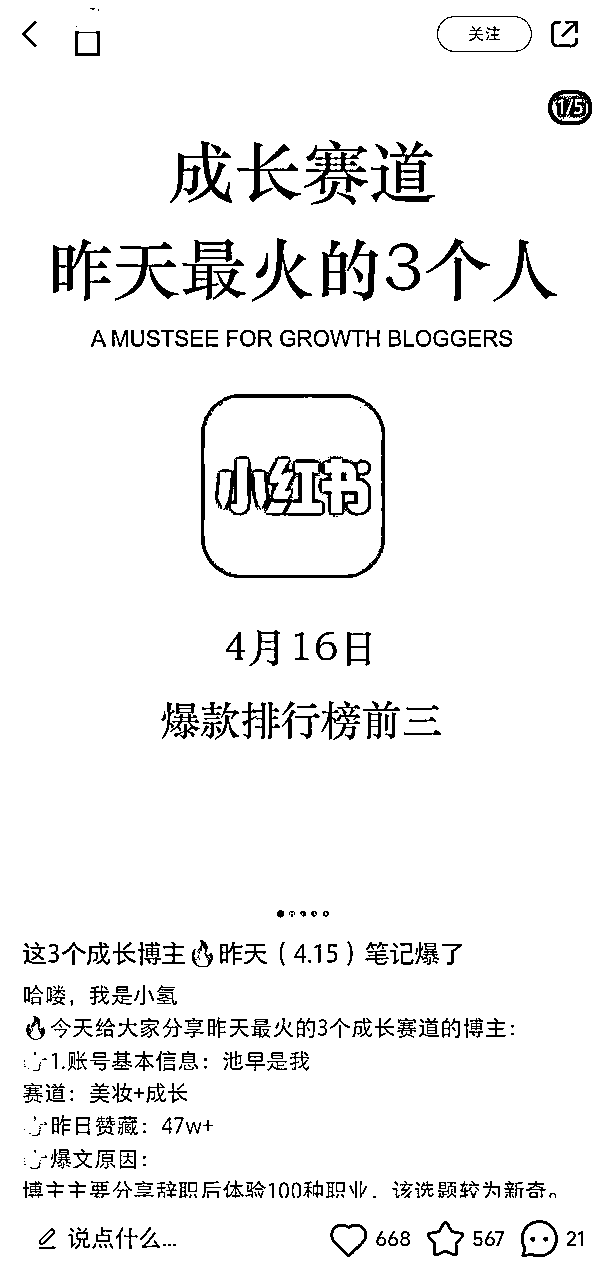 关注
1/5
成长赛道
昨天最火的3个人
A MUSTSEE FOR GROWTH BLOGGERS
小红书
4月16日
爆款排行榜前三
这3个成长博主🔥昨天（4.15）笔记爆了
哈喽，我是小氢
🔥今天给大家分享昨天最火的3个成长赛道的博主：
👉1.账号基本信息：池早是我
赛道：美妆+成长
👉昨日赞藏：47w+
👉爆文原因：
博主主要分享辞职后体验100种职业，该选题较为新奇。
说点什么...
668
567
21